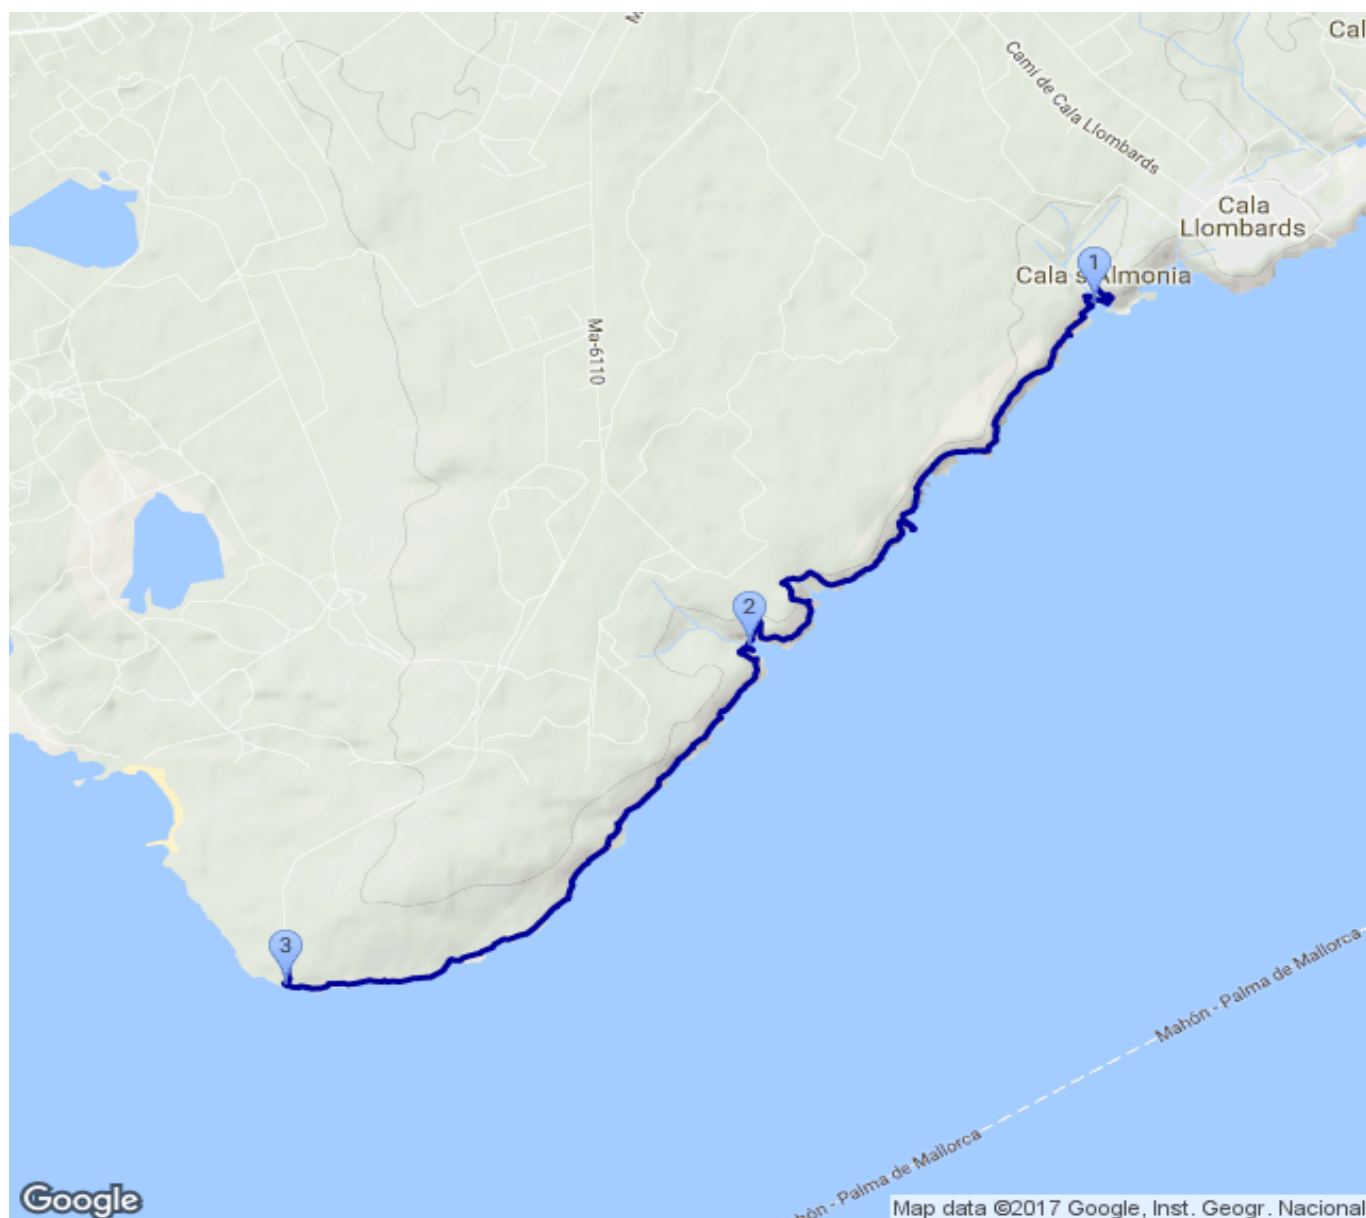 Cal
Camí de Cala Llombards
Cala
Llombards
1
Cala s'Almonia
Ma-6110
2
3
Mahón - Palma de Mallorca
hón - Palma de Mallorca
Google
Map data ©2017 Google, Inst. Geogr. Nacional